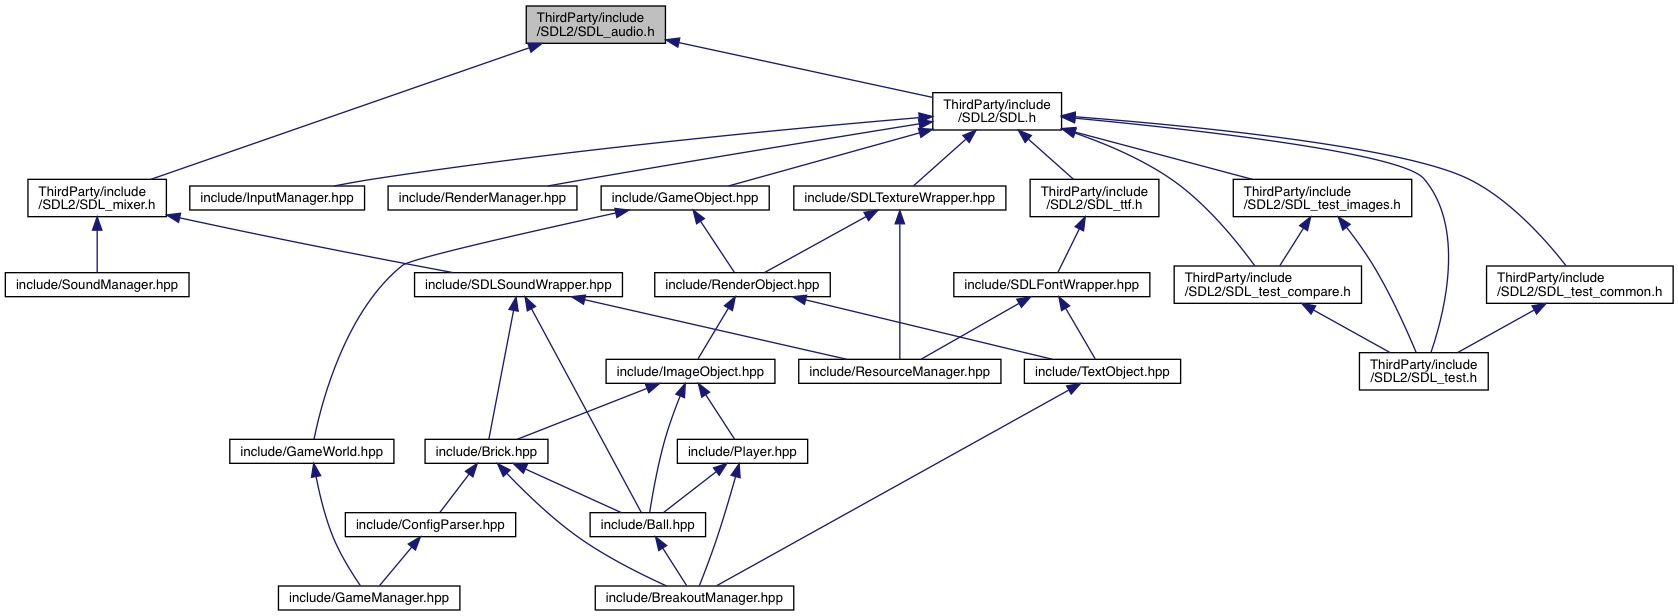 ThirdParty/include
/SDL2/SDL_audio.h
ThirdParty/include
/SDL2/SDL.h
ThirdParty/include
/SDL2/SDL_mixer.h
include/InputManager.hpp
include/RenderManager.hpp
include/GameObject.hpp
include/SDLTextureWrapper.hpp
ThirdParty/include
/SDL2/SDL_ttf.h
ThirdParty/include
/SDL2/SDL_test_images.h
include/SoundManager.hpp
include/SDLSoundWrapper.hpp
include/RenderObject.hpp
include/SDLFontWrapper.hpp
ThirdParty/include
/SDL2/SDL_test_compare.h
ThirdParty/include
/SDL2/SDL_test_common.h
include/ImageObject.hpp
include/ResourceManager.hpp
include/TextObject.hpp
ThirdParty/include
/SDL2/SDL_test.h
include/GameWorld.hpp
include/Brick.hpp
include/Player.hpp
include/ConfigParser.hpp
include/Ball.hpp
include/GameManager.hpp
include/BreakoutManager.hpp